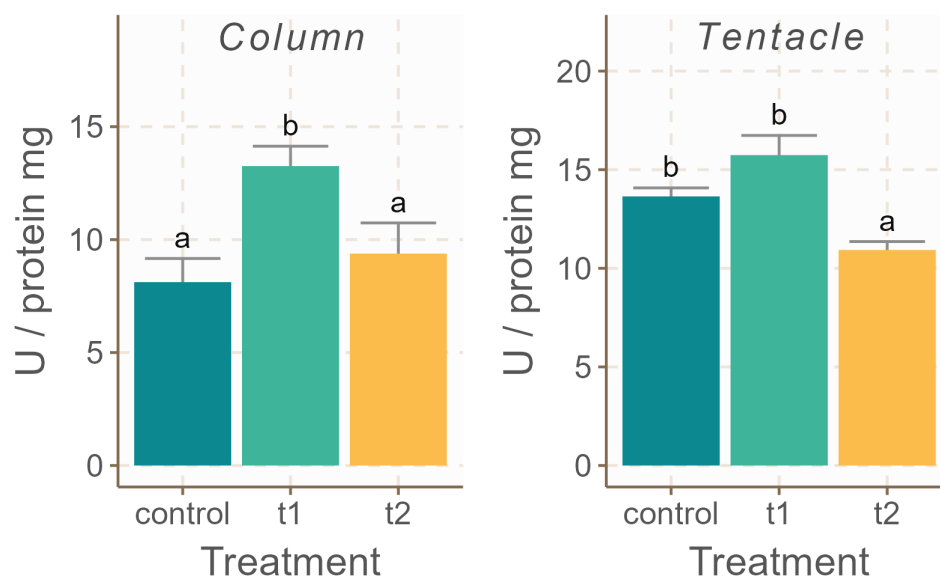 Column
U / protein mg
15
10
5
0
b
a
a
control
t1
t2
Treatment
Tentacle
U / protein mg
20
15
10
5
0
b
b
a
control
t1
t2
Treatment